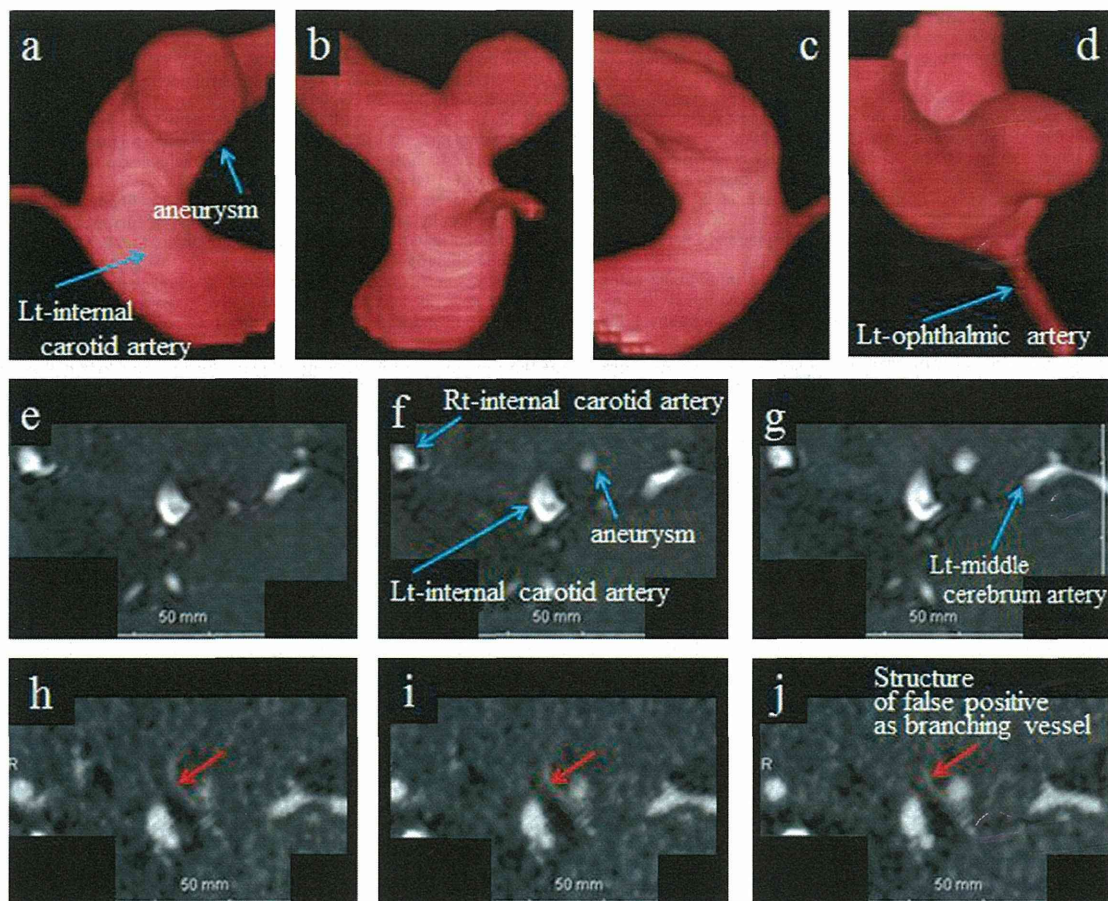 a
b
c
d
aneurysm
Lt-internal
carotid artery
Lt-ophthalmic artery
e
f
g
Rt-internal carotid artery
aneurysm
Lt-internal carotid artery
Lt-middle
cerebrum artery
50 mm
50 mm
50 mm
h
i
j
Structure
of false positive
as branching vessel
R
R
R
50 mm
50 mm
50 mm